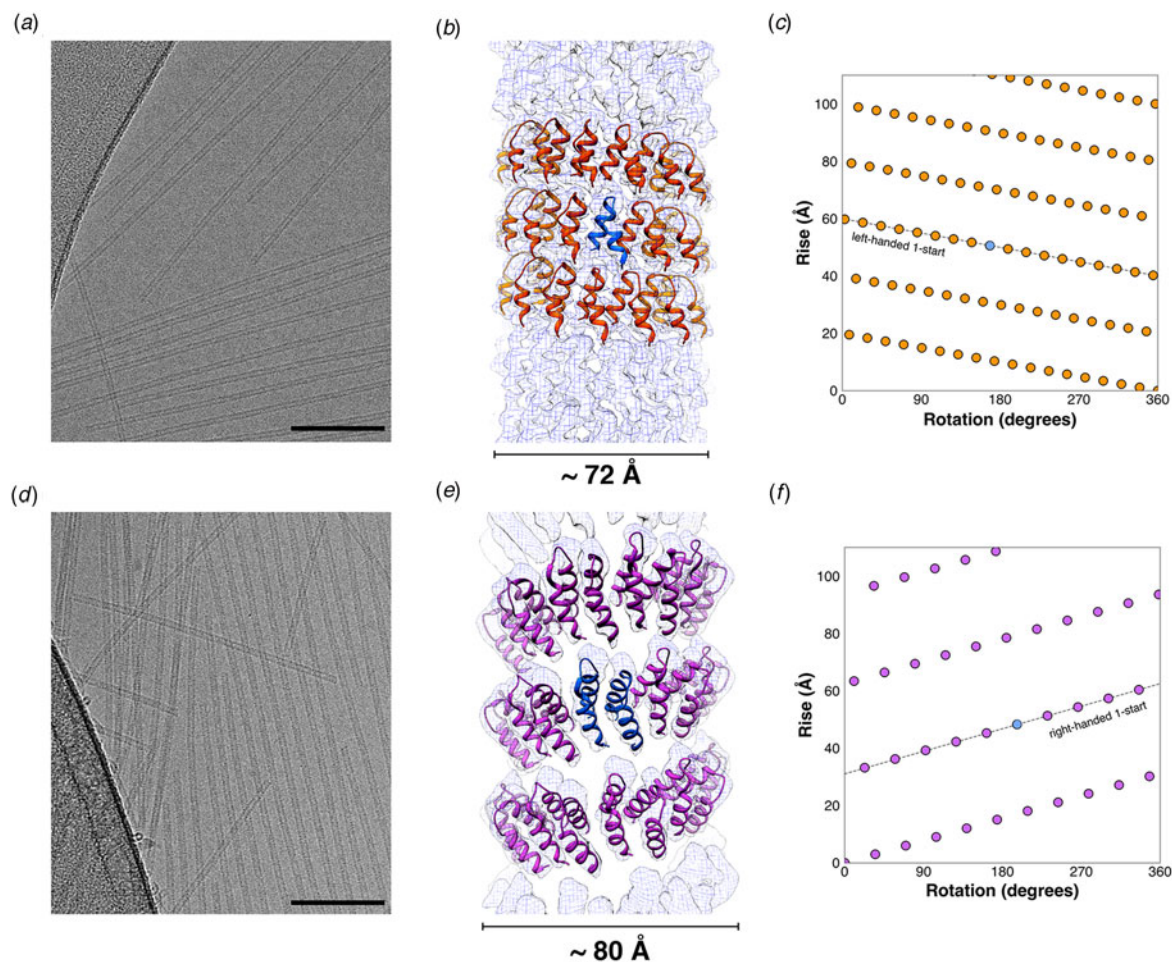 (a)
(b)
(c)
100
80
60
40
20
0
Rise (Å)
left-handed 1-start
0
90
180
270
360
Rotation (degrees)
~ 72 Å
(d)
(e)
(f)
100
80
60
40
20
0
Rise (Å)
right-handed 1-start
0
90
180
270
360
Rotation (degrees)
~ 80 Å